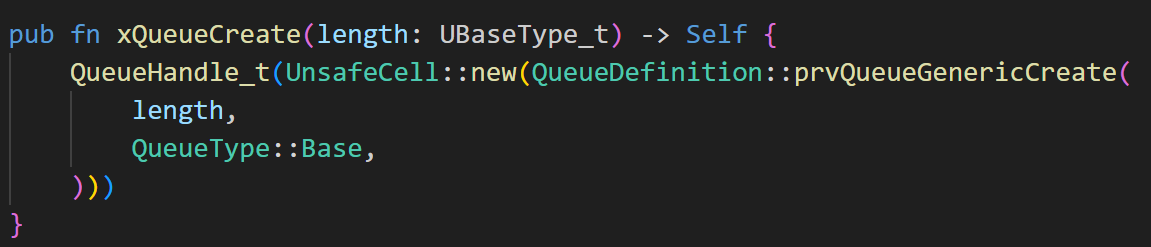 pub fn xQueueCreate(length: UBaseType_t) -> Self {
    QueueHandle_t(UnsafeCell::new(QueueDefinition::prvQueueGenericCreate(
        length,
        QueueType::Base,
    )))
}